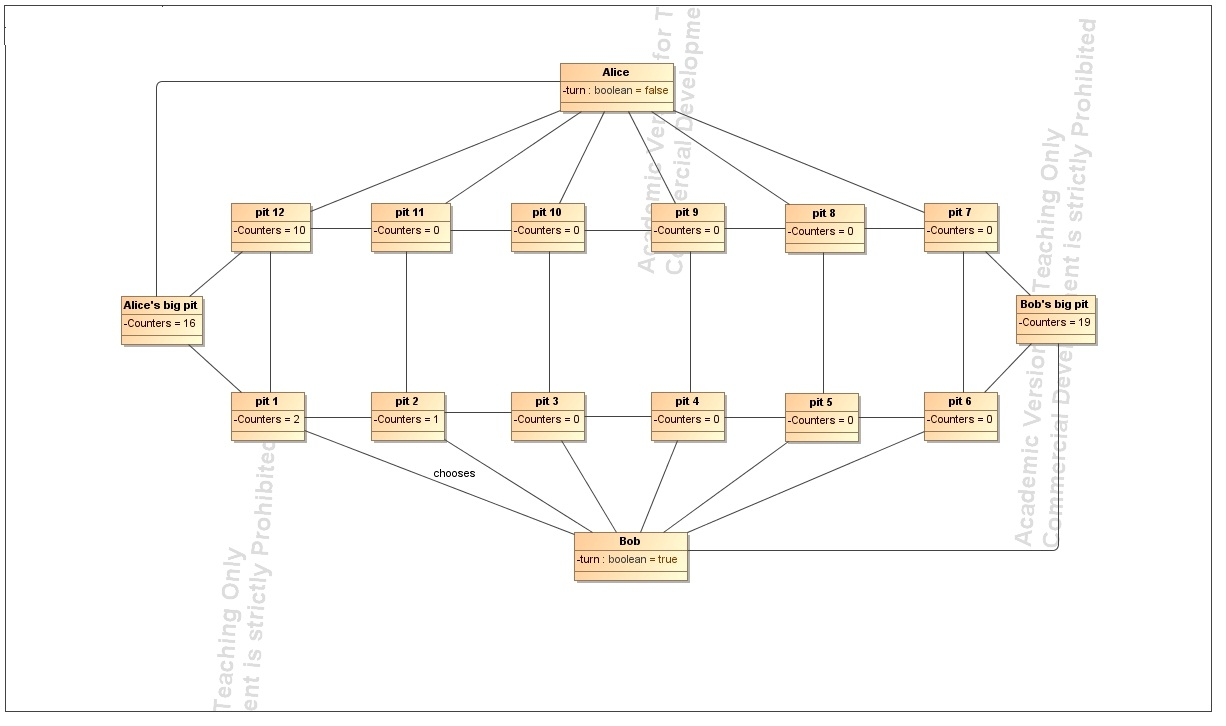 Alice
-turn : boolean = false
pit 12
-Counters = 10
pit 11
-Counters = 0
pit 10
-Counters = 0
pit 9
-Counters = 0
pit 8
-Counters = 0
pit 7
-Counters = 0
Alice's big pit
-Counters = 16
Bob's big pit
-Counters = 19
pit 1
-Counters = 2
pit 2
-Counters = 1
pit 3
-Counters = 0
pit 4
-Counters = 0
pit 5
-Counters = 0
pit 6
-Counters = 0
chooses
Bob
-turn : boolean = true
Academic Version for T
Commercial Developme
Academic Version for Teaching Only
Commercial Development is strictly Prohibited
Teaching Only
ent is strictly Prohibited